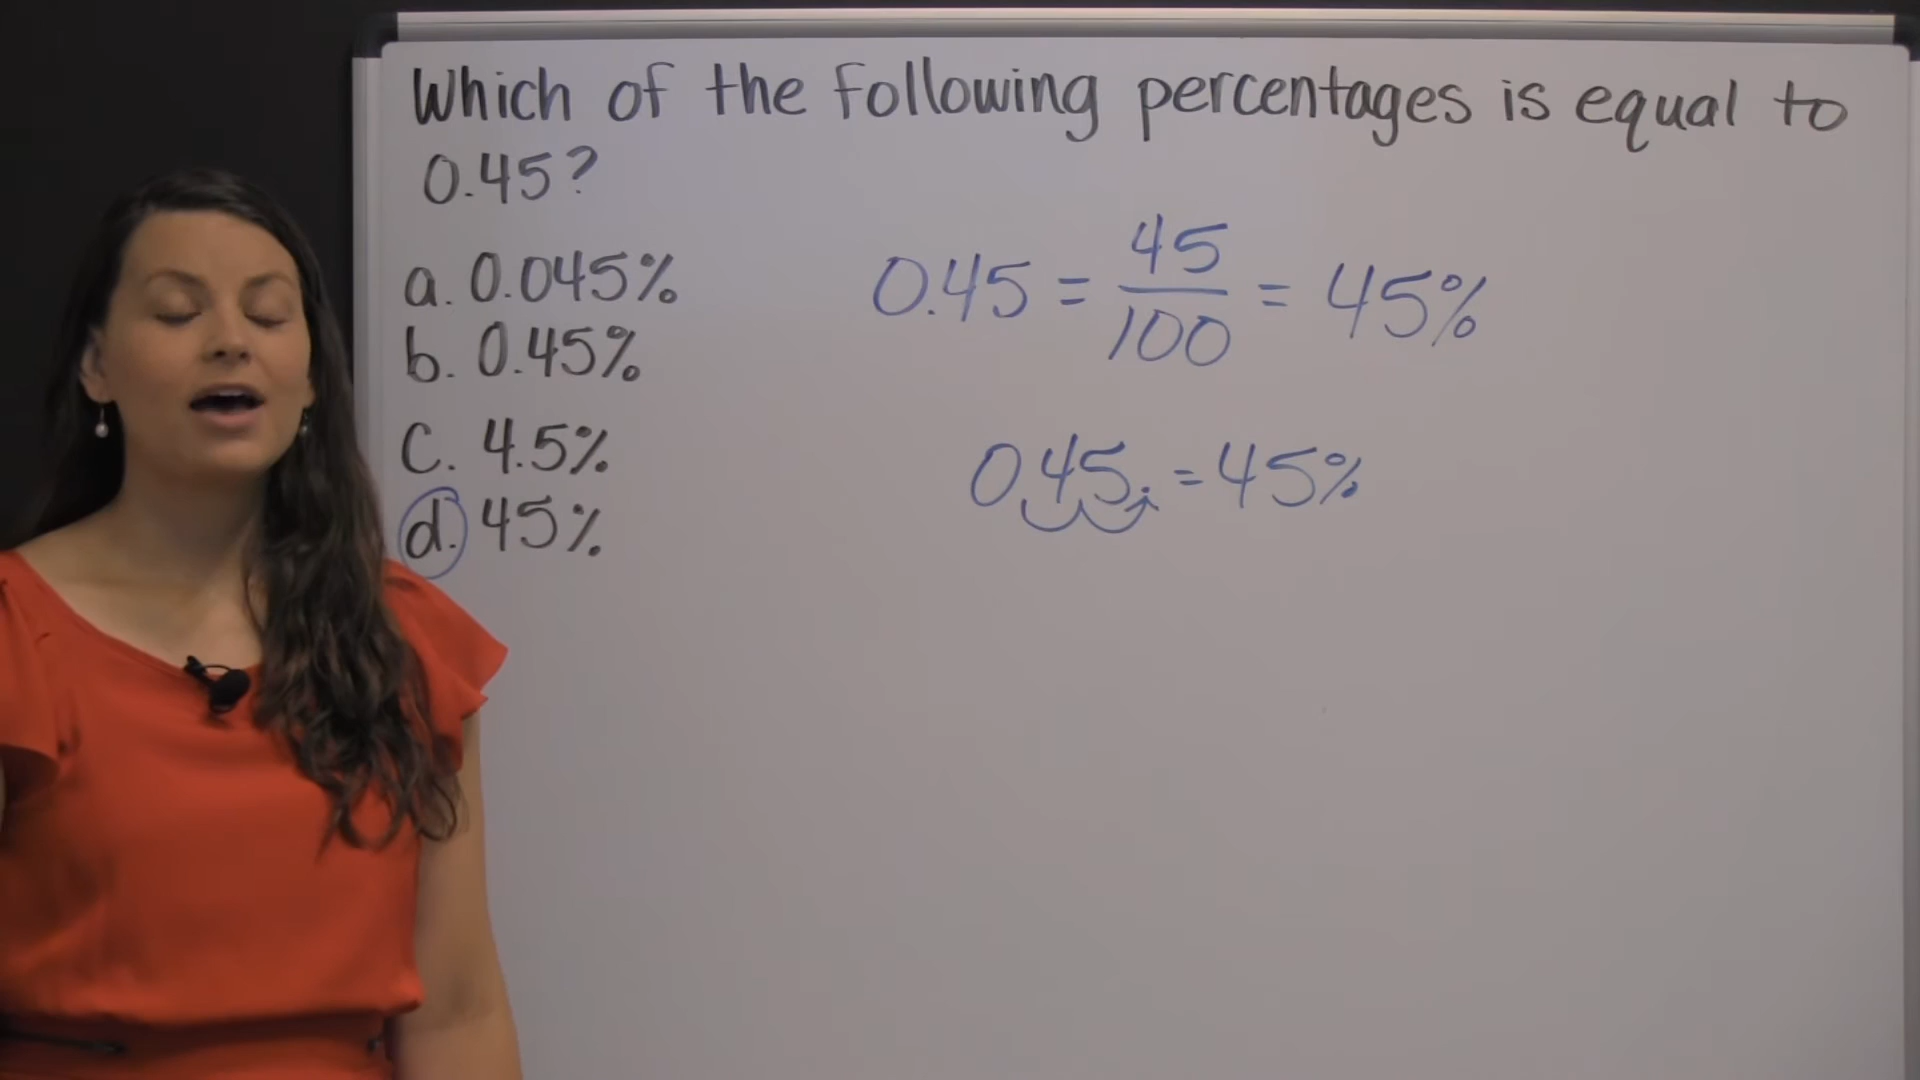 Which of the following percentages is equal to
0.45?
a. 0.045%
b. 0.45%
c. 4.5%
d. 45%
0.45 = 45/100 = 45%
0.45. = 45%